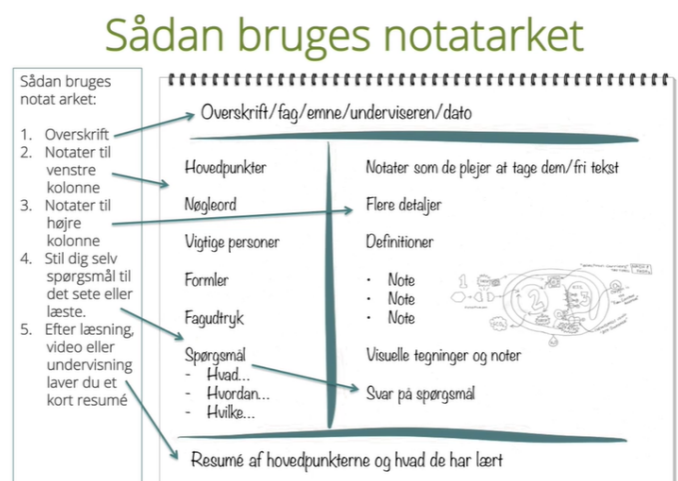 Sådan bruges notatarket
Sådan bruges
notat arket:
1. Overskrift
2. Notater til
venstre
kolonne
3. Notater til
højre
kolonne
4. Stil dig selv
spørgsmål til
det sete eller
læste.
5. Efter læsning,
video eller
undervisning
laver du et
kort resumé
Overskrift/fag/emne/underviseren/dato
Hovedpunkter
Nøgleord
Vigtige personer
Formler
Fagudtryk
Spørgsmål
- Hvad...
- Hvordan...
- Hvilke...
Notater som de plejer at tage dem/fri tekst
Flere detaljer
Definitioner
• Note
• Note
• Note
Visuelle tegninger og noter
Svar på spørgsmål
Resumé af hovedpunkterne og hvad de har lært